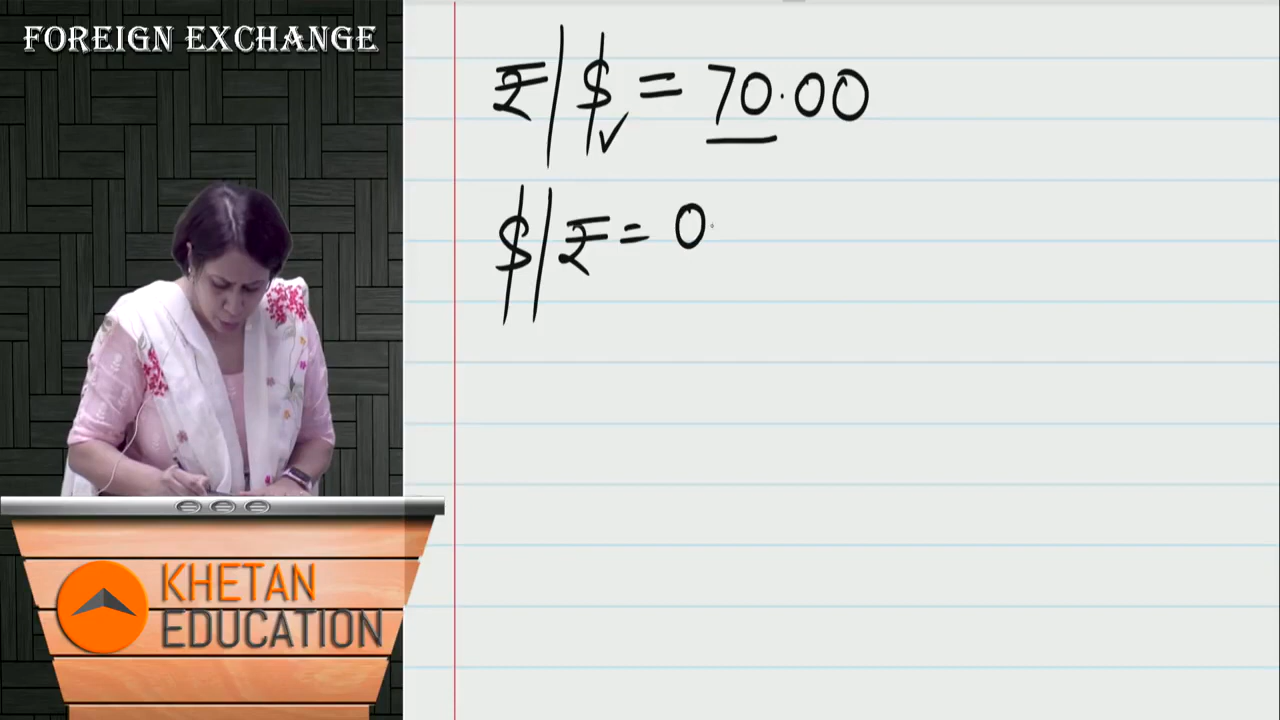 FOREIGN EXCHANGE
₹/$ = 70.00
$/₹ = 0.
KHETAN
EDUCATION